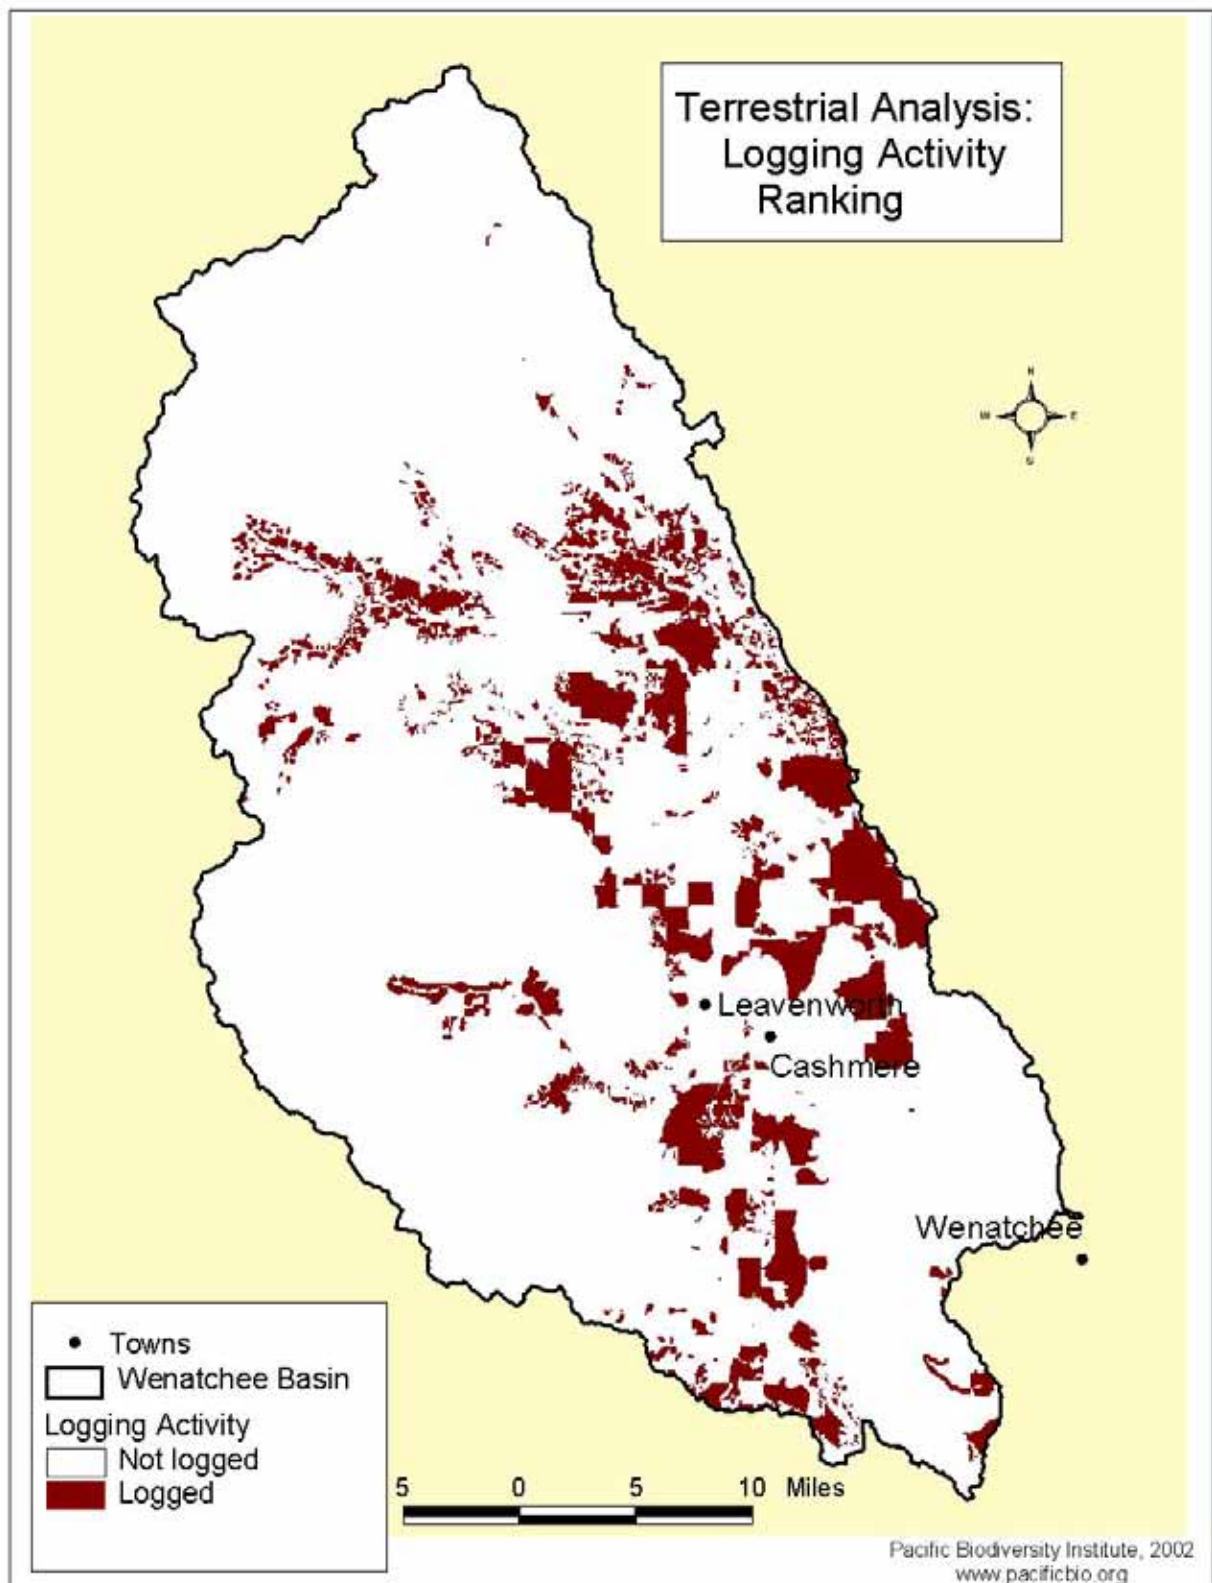 Terrestrial Analysis:
Logging Activity
Ranking
N
W E
S
Leavenworth
Cashmere
Wenatchee
Towns
Wenatchee Basin
Logging Activity
Not logged
Logged
5 0 5 10 Miles
Pacific Biodiversity Institute, 2002
www.pacificbio.org